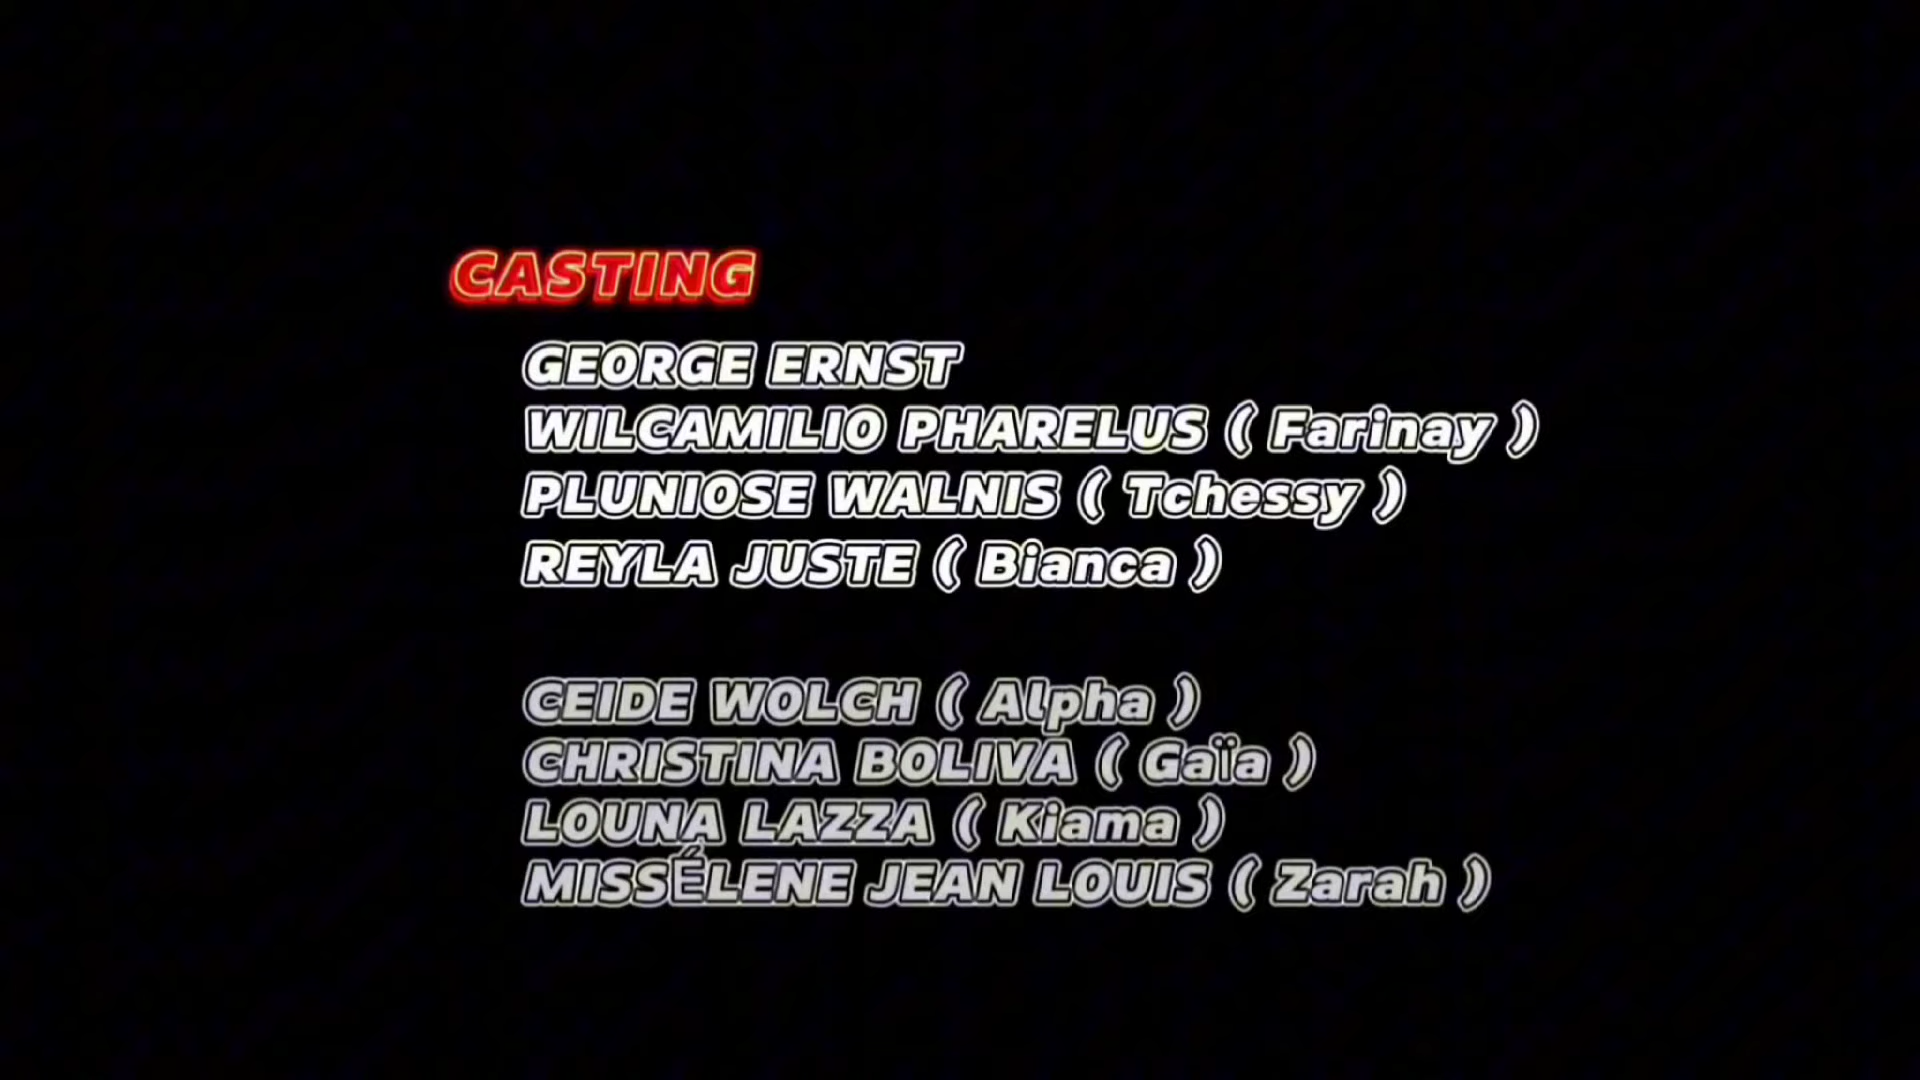 CASTING
GEORGE ERNST
WILCAMILIO PHARELUS ( Farinay )
PLUNIOSE WALNIS ( Tchessy )
REYLA JUSTE ( Bianca )
CEIDE WOLCH ( Alpha )
CHRISTINA BOLIVA ( Gaïa )
LOUNA LAZZA ( Kiama )
MISSÉLENE JEAN LOUIS ( Zarah )